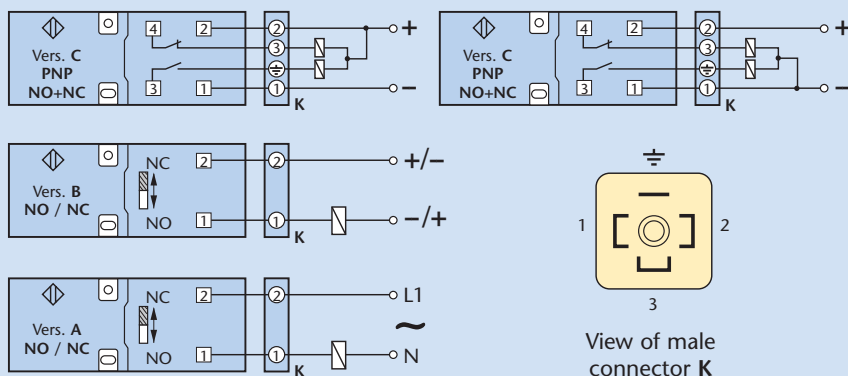 4 2 2 +
Vers. C 3
PNP
NO+NC 3 1 1 –
K
4 2 2 +
Vers. C 3
PNP
NO+NC 3 1 1 –
K
NC 2 2 +/–
Vers. B
NO / NC
NO 1 1 –/+
K
1 2
3
NC 2 2 L1
~
Vers. A
NO / NC
NO 1 1 N
K
View of male
connector K